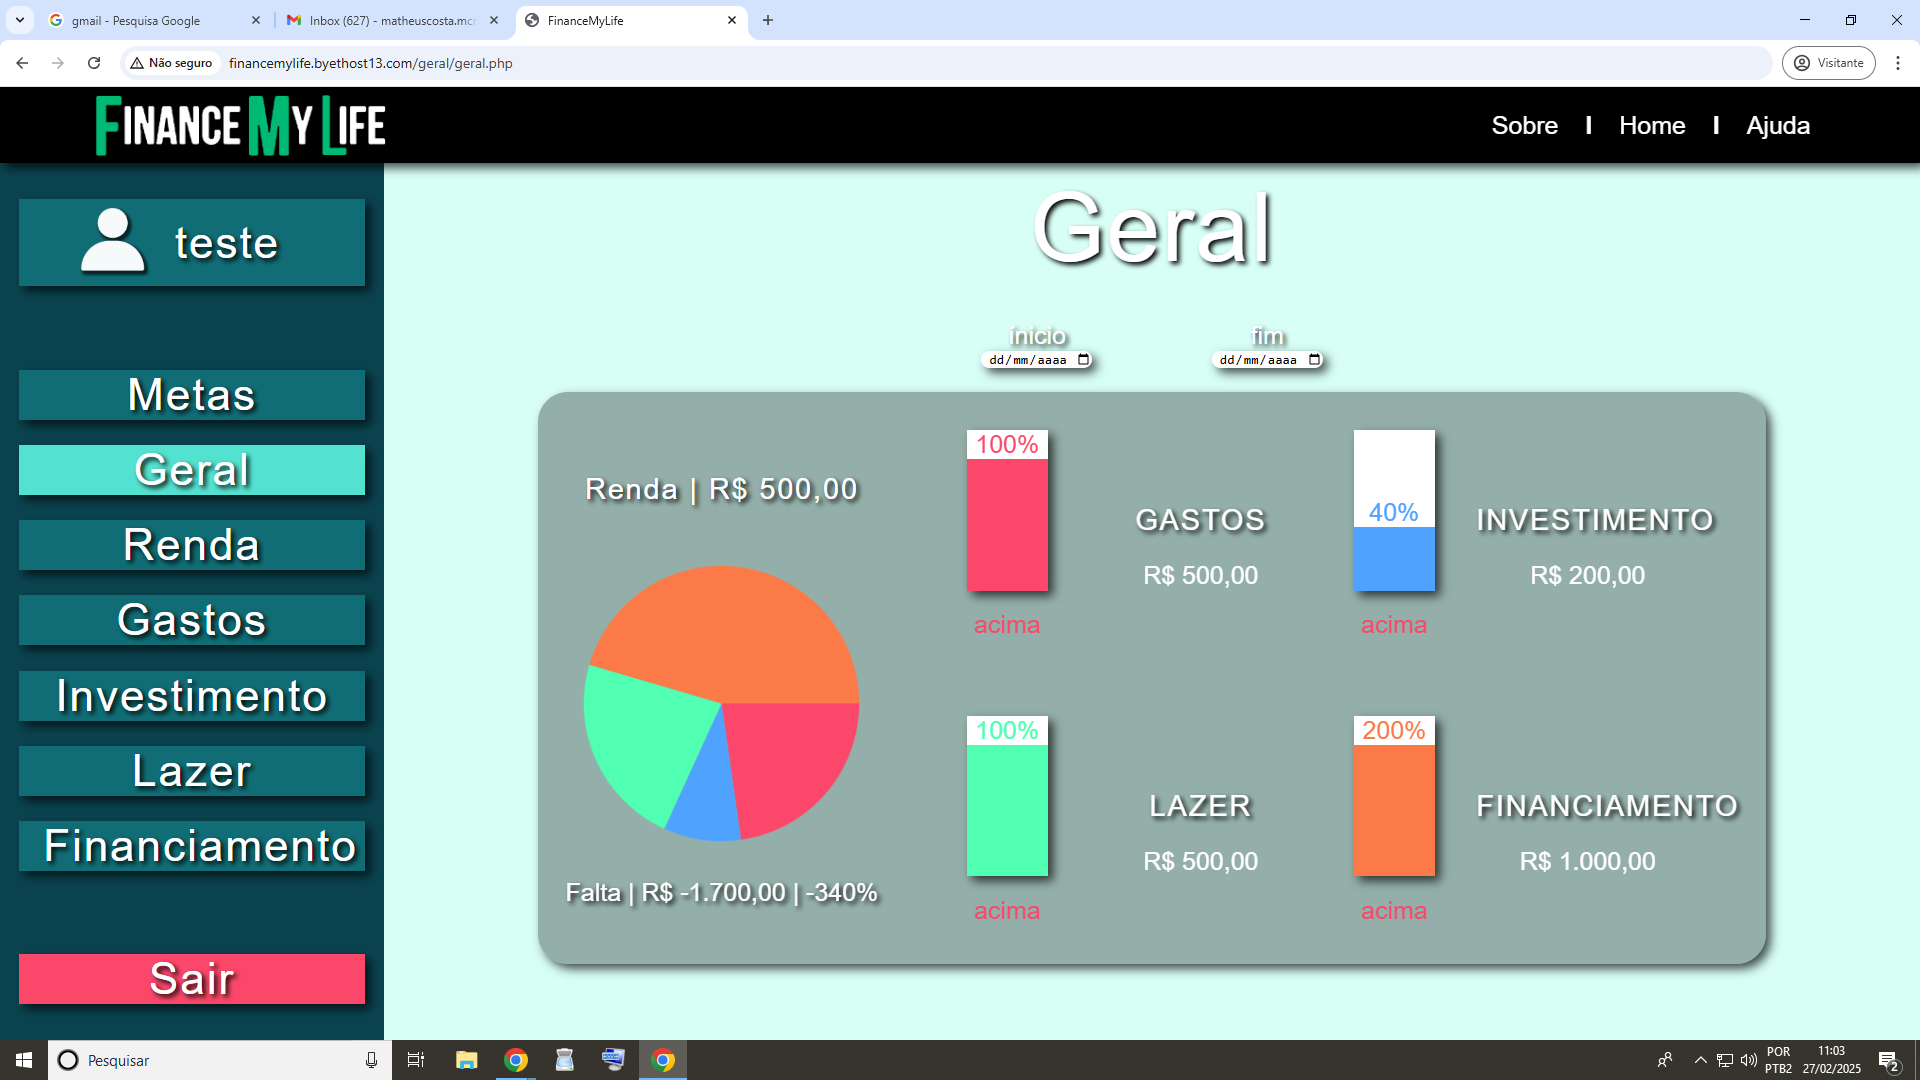 gmail - Pesquisa Google
Inbox (627) - matheuscosta.mc
FinanceMyLife
Não seguro
financemylife.byethost13.com/geral/geral.php
Visitante
FINANCE MY LIFE
Sobre I Home I Ajuda
teste
Metas
Geral
Renda
Gastos
Investimento
Lazer
Financiamento
Sair
Geral
inicio
dd/mm/aaaa
fim
dd/mm/aaaa
Renda | R$ 500,00
Falta | R$ -1.700,00 | -340%
100%
acima
GASTOS
R$ 500,00
40%
acima
INVESTIMENTO
R$ 200,00
100%
acima
LAZER
R$ 500,00
200%
acima
FINANCIAMENTO
R$ 1.000,00
Pesquisar
POR
PTB2
11:03
27/02/2025
2